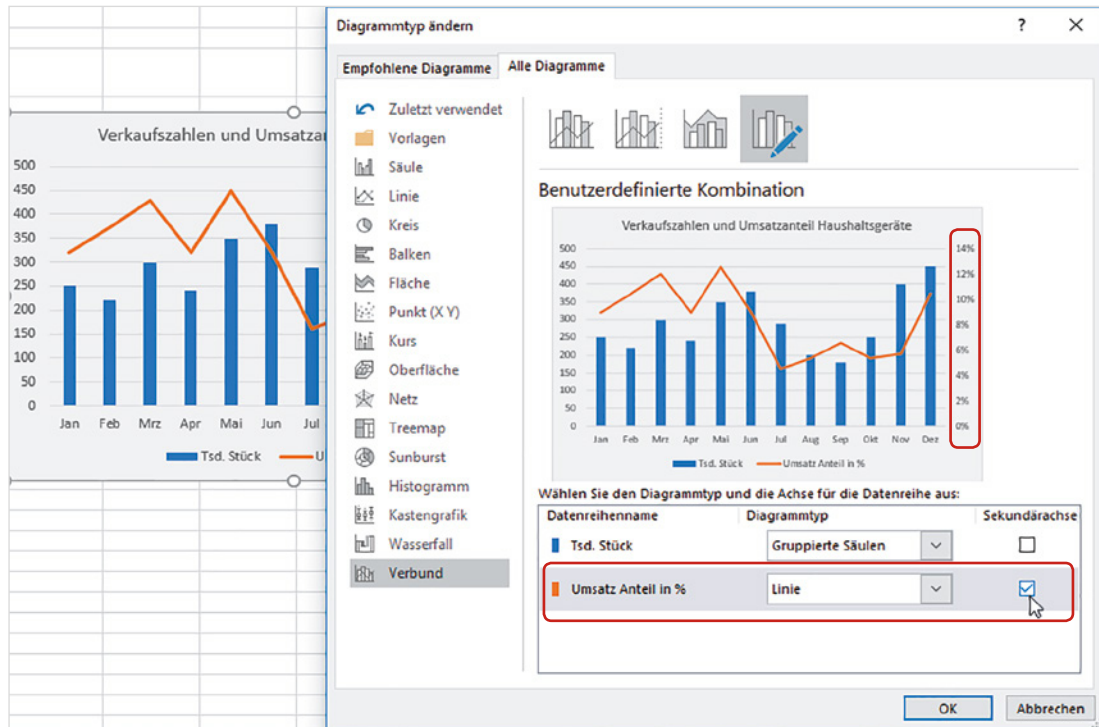 Diagrammtyp ändern
?
Empfohlene Diagramme
Alle Diagramme
Zuletzt verwendet
Vorlagen
Säule
Linie
Kreis
Balken
Fläche
Punkt (X Y)
Kurs
Oberfläche
Netz
Treemap
Sunburst
Histogramm
Kastengrafik
Wasserfall
Verbund
Verkaufszahlen und Umsatza
500
450
400
350
300
250
200
150
100
50
0
Jan Feb Mrz Apr Mai Jun Jul
Tsd. Stück U
Benutzerdefinierte Kombination
Verkaufszahlen und Umsatzanteil Haushaltsgeräte
500
450
400
350
300
250
200
150
100
50
0
14%
12%
10%
8%
6%
4%
2%
0%
Jan Feb Mrz Apr Mai Jun Jul Aug Sep Okt Nov Dez
Tsd. Stück Umsatz Anteil in %
Wählen Sie den Diagrammtyp und die Achse für die Datenreihe aus:
Datenreihenname Diagrammtyp Sekundärachse
Tsd. Stück Gruppierte Säulen
Umsatz Anteil in % Linie
OK Abbrechen